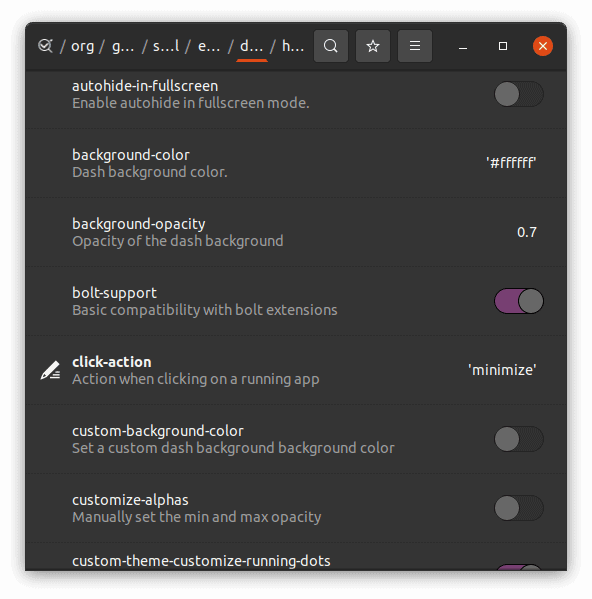 / org / g… / s…l / e… / d… / h…
autohide-in-fullscreen
Enable autohide in fullscreen mode.
background-color
Dash background color.
'#ffffff'
background-opacity
Opacity of the dash background
0.7
bolt-support
Basic compatibility with bolt extensions
click-action
Action when clicking on a running app
'minimize'
custom-background-color
Set a custom dash background background color
customize-alphas
Manually set the min and max opacity
custom-theme-customize-running-dots